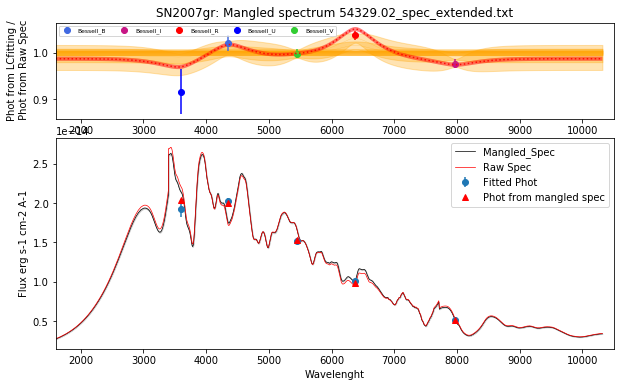 SN2007gr: Mangled spectrum 54329.02_spec_extended.txt
Phot from LCfitting /
Phot from Raw Spec
Bessell_B Bessell_I Bessell_R Bessell_U Bessell_V
1.0
0.9
2000 3000 4000 5000 6000 7000 8000 9000 10000
1e−14
Mangled_Spec
Raw Spec
Fitted Phot
Phot from mangled spec
Flux erg s-1 cm-2 A-1
2.5
2.0
1.5
1.0
0.5
2000 3000 4000 5000 6000 7000 8000 9000 10000
Wavelenght